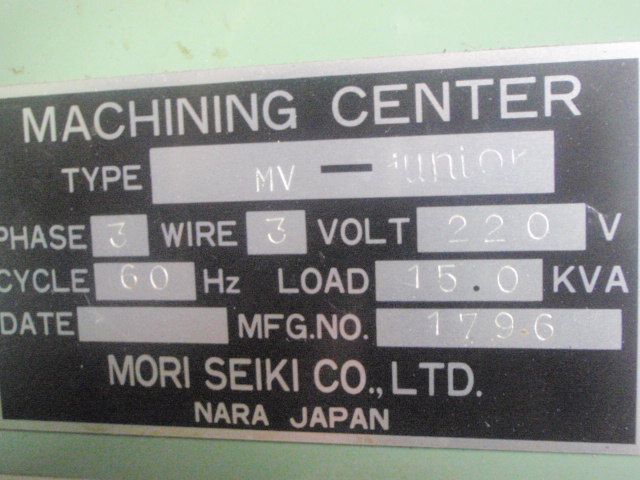 MACHINING CENTER
TYPE MV — junior
PHASE 3 WIRE 3 VOLT 220 V
CYCLE 60 Hz LOAD 15.0 KVA
DATE MFG.NO. 1796
MORI SEIKI CO., LTD.
NARA JAPAN